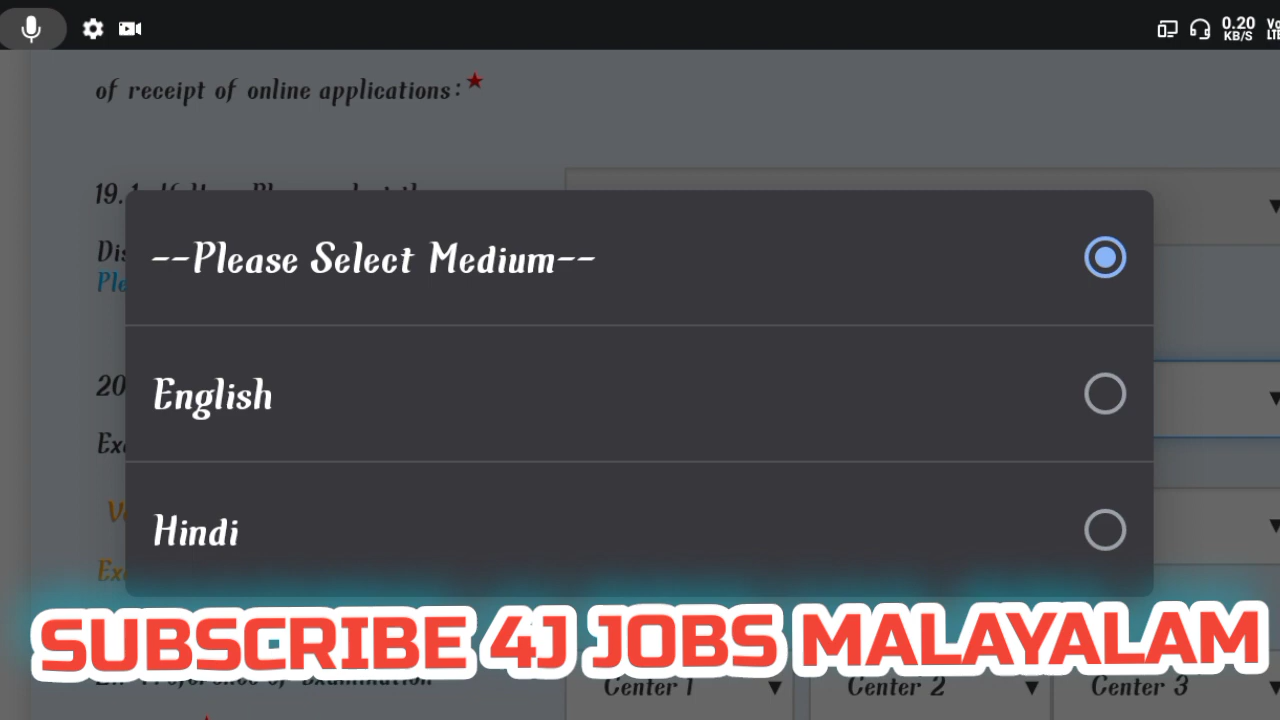 0.20
KB/S
of receipt of online applications:★
19.
--Please Select Medium--
English
20
Hindi
SUBSCRIBE 4J JOBS MALAYALAM
Center 1 ▼ Center 2 ▼ Center 3